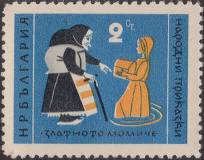 НРБЪЛГАРИЯ
2 СТ.
НАРОДНИ ПРИКАЗКИ
ЗЛАТНОТО МОМИЧЕ